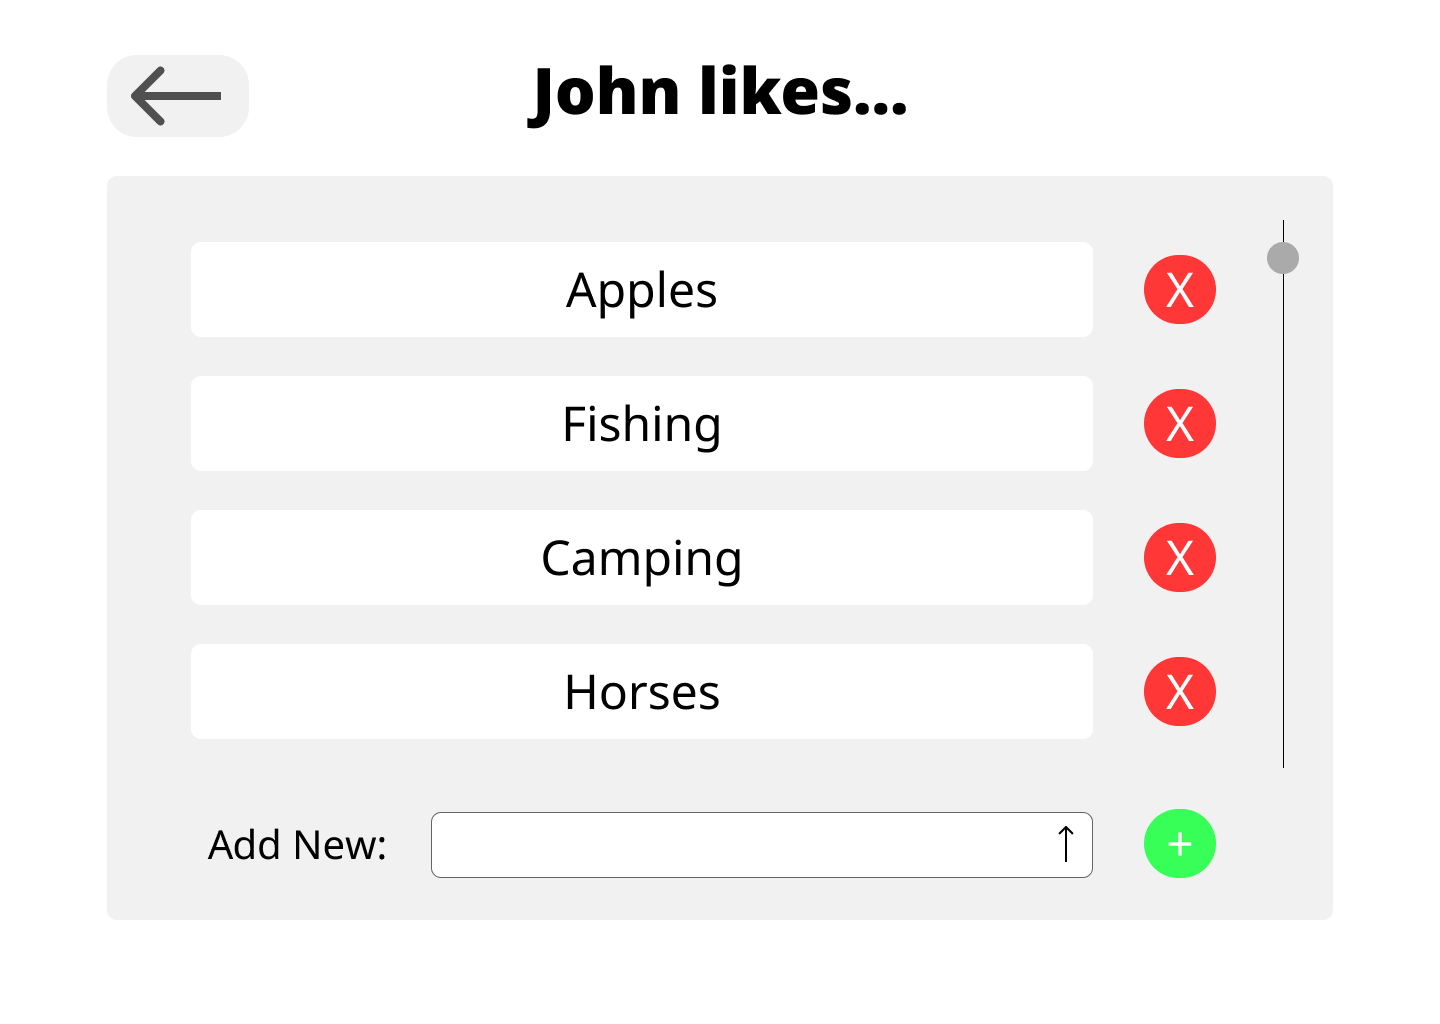 John likes...
Apples
X
Fishing
X
Camping
X
Horses
X
Add New:
+